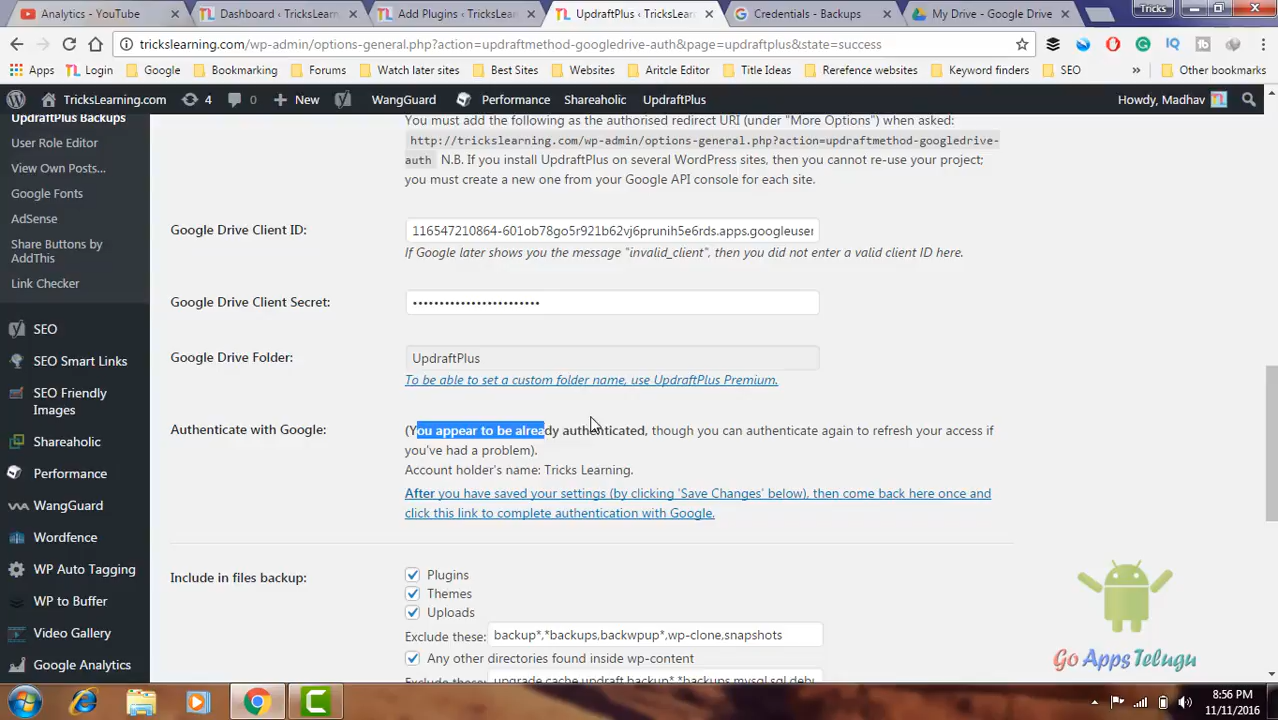 Analytics - YouTube
Dashboard ‹ TricksLearn
Add Plugins ‹ TricksLe
UpdraftPlus ‹ TricksLear
Credentials - Backups
My Drive - Google Drive
Tricks
trickslearning.com/wp-admin/options-general.php?action=updraftmethod-googledrive-auth&page=updraftplus&state=success
Apps Login Google Bookmarking Forums Watch later sites Best Sites Websites Aritcle Editor Title Ideas Rerefence websites Keyword finders SEO » Other bookmarks
TricksLearning.com 4 0 New WangGuard Performance Shareaholic UpdraftPlus Howdy, Madhav
UpdraftPlus Backups
User Role Editor
View Own Posts...
Google Fonts
AdSense
Share Buttons by
AddThis
Link Checker
SEO
SEO Smart Links
SEO Friendly
Images
Shareaholic
Performance
WangGuard
Wordfence
WP Auto Tagging
WP to Buffer
Video Gallery
Google Analytics
You must add the following as the authorised redirect URI (under "More Options") when asked:
http://trickslearning.com/wp-admin/options-general.php?action=updraftmethod-googledrive-
auth N.B. If you install UpdraftPlus on several WordPress sites, then you cannot re-use your project;
you must create a new one from your Google API console for each site.
Google Drive Client ID:
116547210864-601ob78go5r921b62vj6prunih5e6rds.apps.googleuser
If Google later shows you the message "invalid_client", then you did not enter a valid client ID here.
Google Drive Client Secret:
••••••••••••••••••••••••
Google Drive Folder:
UpdraftPlus
To be able to set a custom folder name, use UpdraftPlus Premium.
Authenticate with Google:
(You appear to be already authenticated, though you can authenticate again to refresh your access if
you've had a problem).
Account holder's name: Tricks Learning.
After you have saved your settings (by clicking 'Save Changes' below), then come back here once and
click this link to complete authentication with Google.
Include in files backup:
Plugins
Themes
Uploads
Exclude these: backup*,*backups,backwpup*,wp-clone,snapshots
Any other directories found inside wp-content
Exclude these: upgrade,cache,updraft,backup*,*backups,mysql.sql,debu
Go Apps Telugu
8:56 PM
11/11/2016